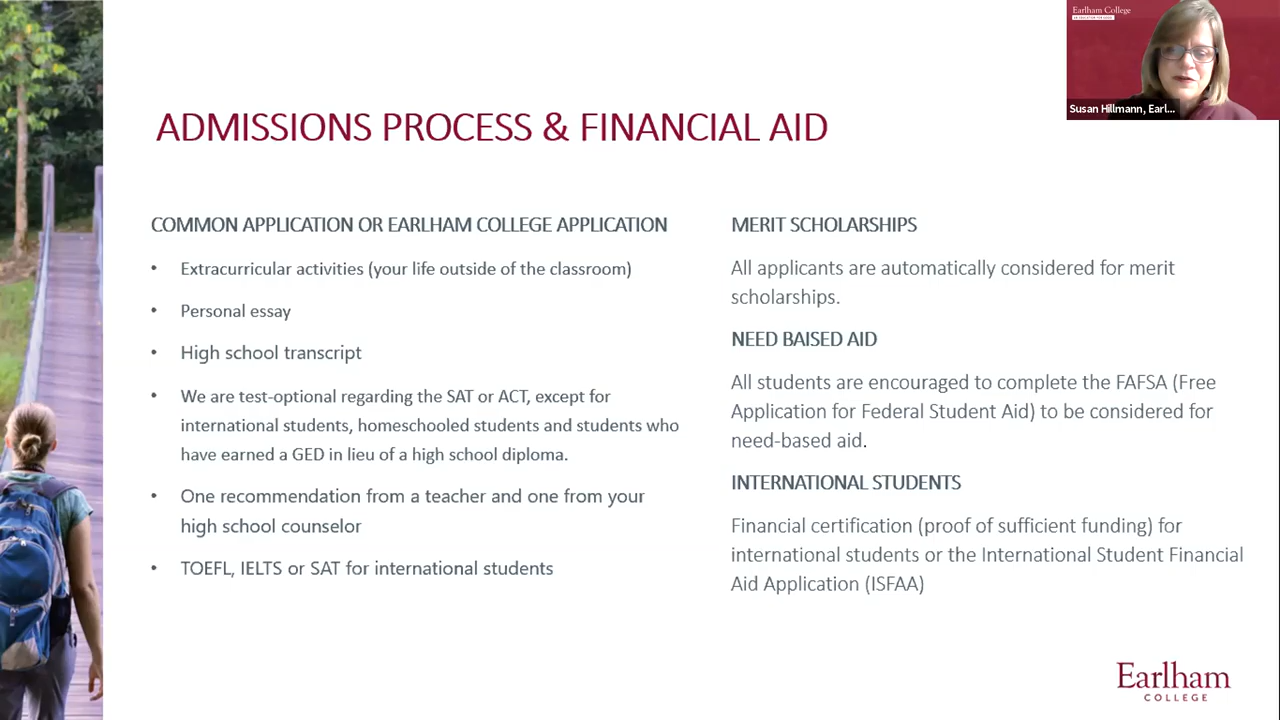 Earlham College
Susan Hillmann, Earl...
ADMISSIONS PROCESS & FINANCIAL AID
COMMON APPLICATION OR EARLHAM COLLEGE APPLICATION
• Extracurricular activities (your life outside of the classroom)
• Personal essay
• High school transcript
• We are test-optional regarding the SAT or ACT, except for
international students, homeschooled students and students who
have earned a GED in lieu of a high school diploma.
• One recommendation from a teacher and one from your
high school counselor
• TOEFL, IELTS or SAT for international students
MERIT SCHOLARSHIPS
All applicants are automatically considered for merit
scholarships.
NEED BAISED AID
All students are encouraged to complete the FAFSA (Free
Application for Federal Student Aid) to be considered for
need-based aid.
INTERNATIONAL STUDENTS
Financial certification (proof of sufficient funding) for
international students or the International Student Financial
Aid Application (ISFAA)
Earlham
COLLEGE